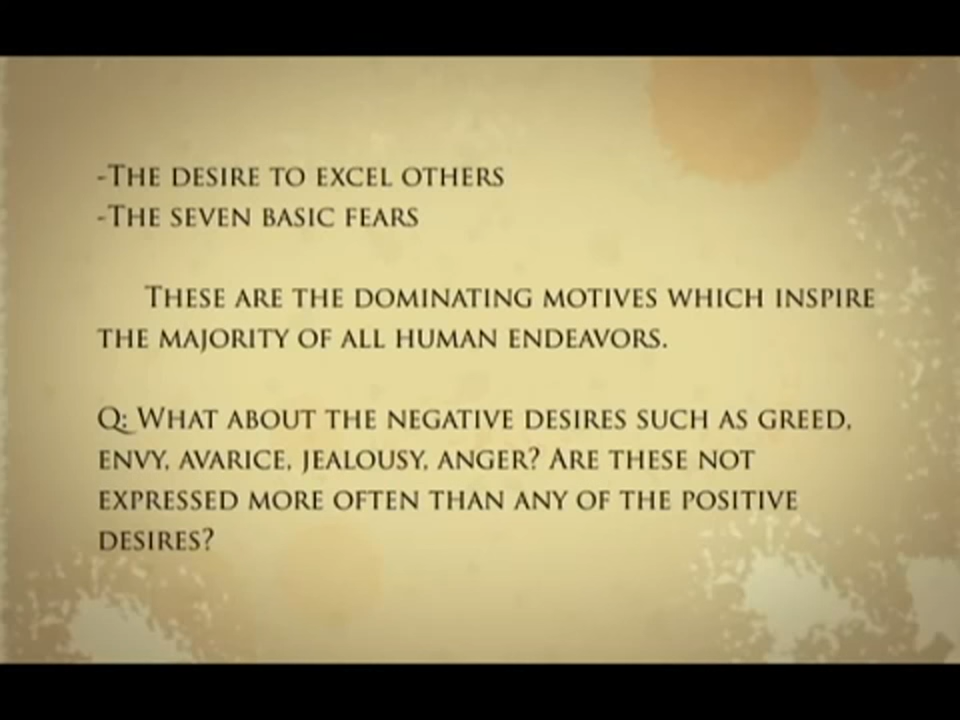 -The desire to excel others
-The seven basic fears
These are the dominating motives which inspire
the majority of all human endeavors.
Q: What about the negative desires such as greed,
envy, avarice, jealousy, anger? Are these not
expressed more often than any of the positive
desires?